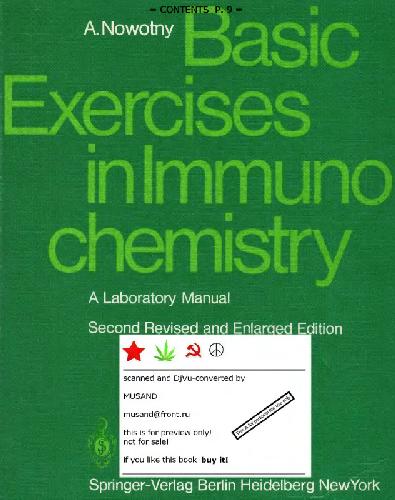 = CONTENTS P. 9 =
A.Nowotny
Basic
Exercises
in Immuno
chemistry
A Laboratory Manual
Second Revised and Enlarged Edition
scanned and DjVu-converted by
MUSAND
musand@front.ru
this is for preview only!
not for sale!
if you like this book buy it!
Springer-Verlag Berlin Heidelberg NewYork